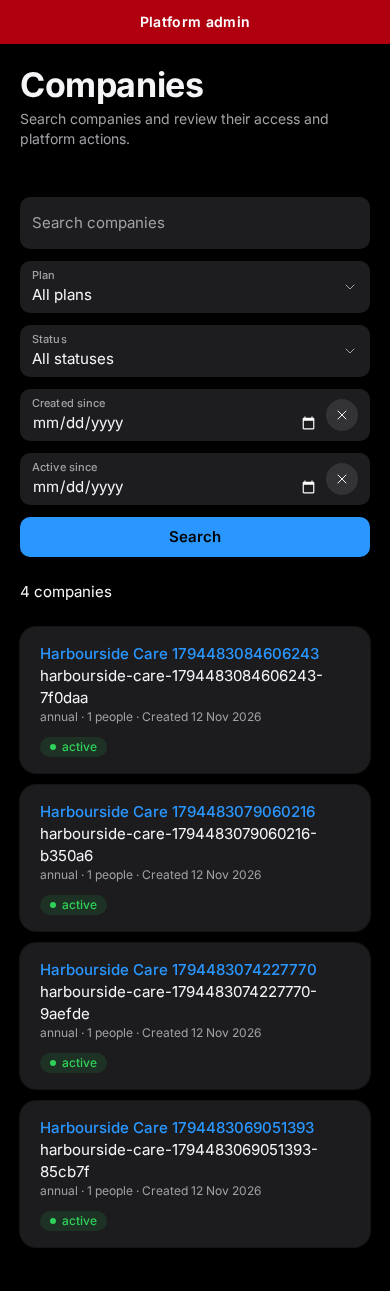 Platform admin
Companies
Search companies and review their access and
platform actions.
Search companies
Plan
All plans
Status
All statuses
Created since
mm/dd/yyyy
Active since
mm/dd/yyyy
Search
4 companies
Harbourside Care 1794483084606243
harbourside-care-1794483084606243-
7f0daa
annual · 1 people · Created 12 Nov 2026
active
Harbourside Care 1794483079060216
harbourside-care-1794483079060216-
b350a6
annual · 1 people · Created 12 Nov 2026
active
Harbourside Care 1794483074227770
harbourside-care-1794483074227770-
9aefde
annual · 1 people · Created 12 Nov 2026
active
Harbourside Care 1794483069051393
harbourside-care-1794483069051393-
85cb7f
annual · 1 people · Created 12 Nov 2026
active